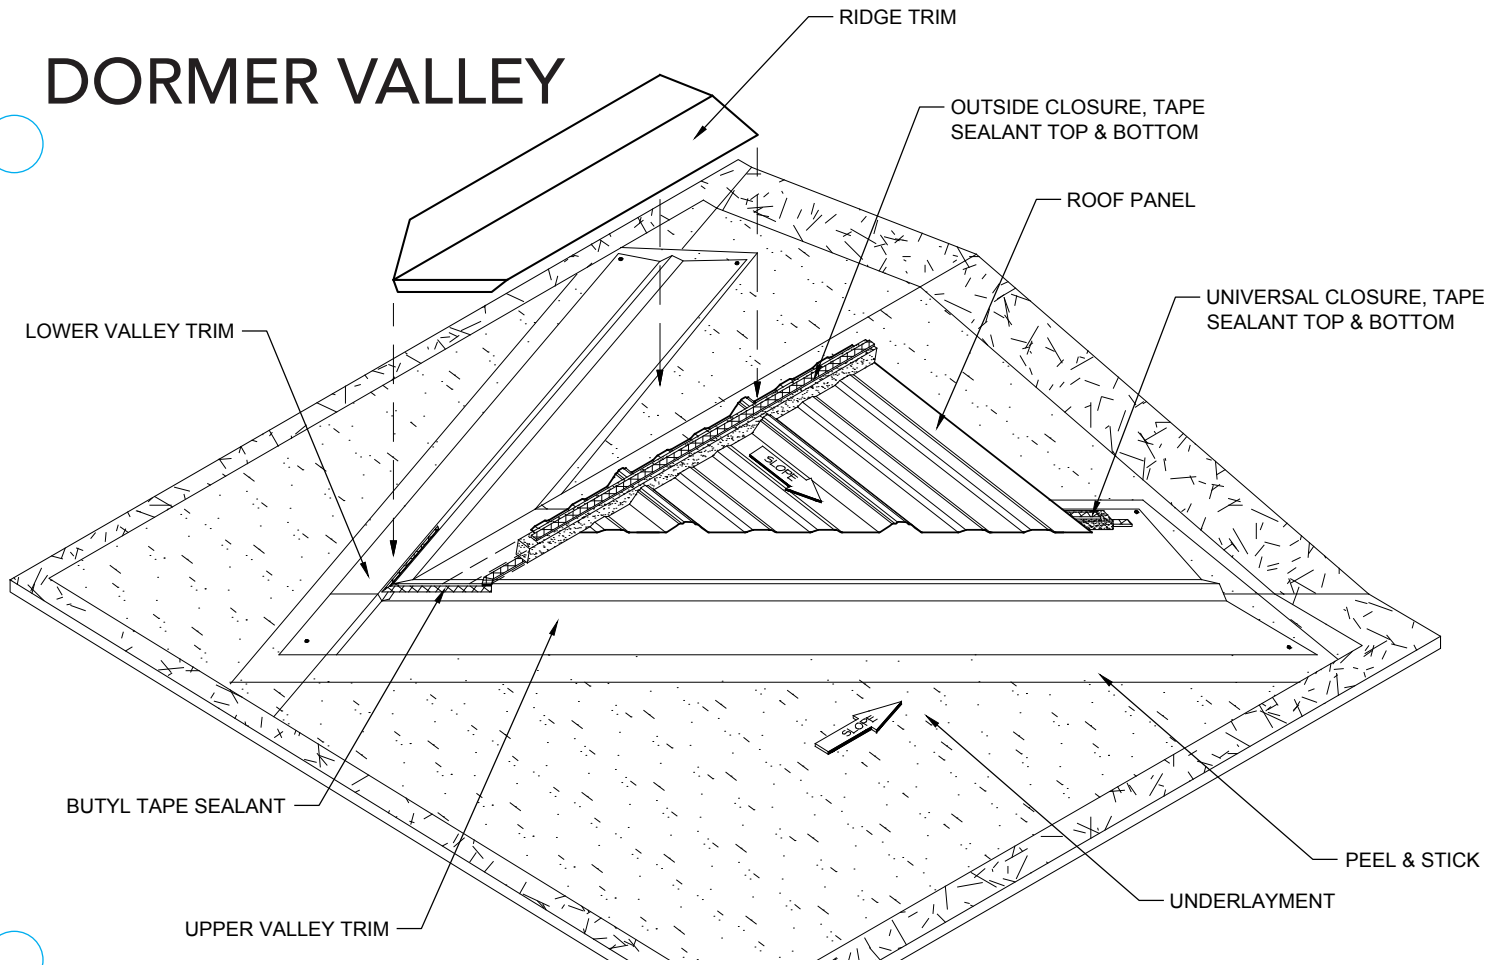 RIDGE TRIM
DORMER VALLEY
OUTSIDE CLOSURE, TAPE
SEALANT TOP & BOTTOM
ROOF PANEL
UNIVERSAL CLOSURE, TAPE
SEALANT TOP & BOTTOM
LOWER VALLEY TRIM
SLOPE
SLOPE
BUTYL TAPE SEALANT
PEEL & STICK
UNDERLAYMENT
UPPER VALLEY TRIM